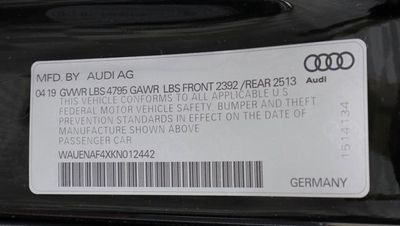 MFD. BY AUDI AG
04 19 GVWR LBS 4795 GAWR LBS FRONT 2392 /REAR 2513
THIS VEHICLE CONFORMS TO ALL APPLICABLE U.S
FEDERAL MOTOR VEHICLE SAFETY, BUMPER AND THEFT
PREVENTION STANDARDS IN EFFECT ON THE DATE OF
MANUFACTURE SHOWN ABOVE.
PASSENGER CAR
WAUENAF4XKN012442
GERMANY
Audi
1514134